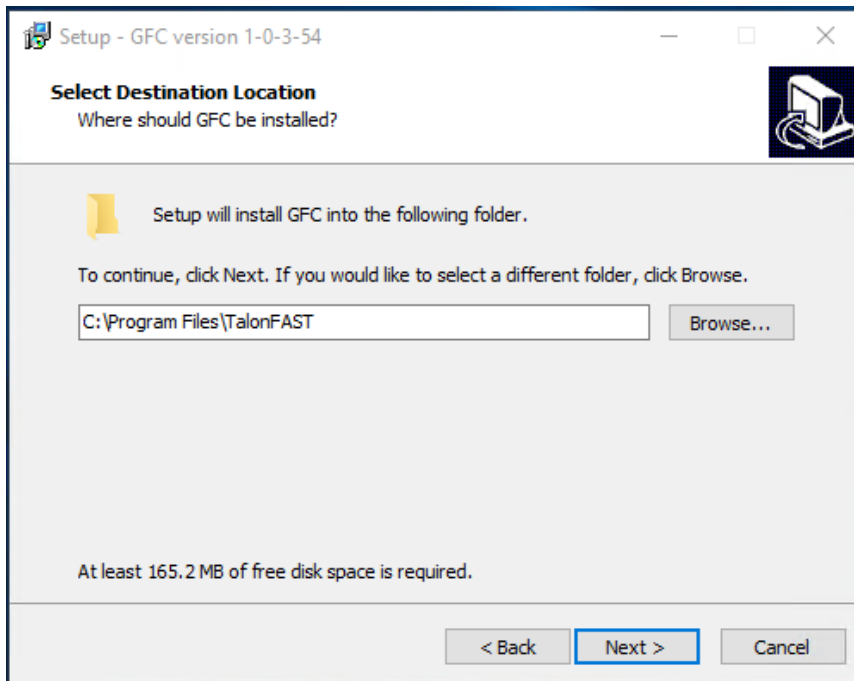 Setup - GFC version 1-0-3-54
Select Destination Location
Where should GFC be installed?
Setup will install GFC into the following folder.
To continue, click Next. If you would like to select a different folder, click Browse.
C:\Program Files\TalonFAST
Browse...
At least 165.2 MB of free disk space is required.
< Back
Next >
Cancel